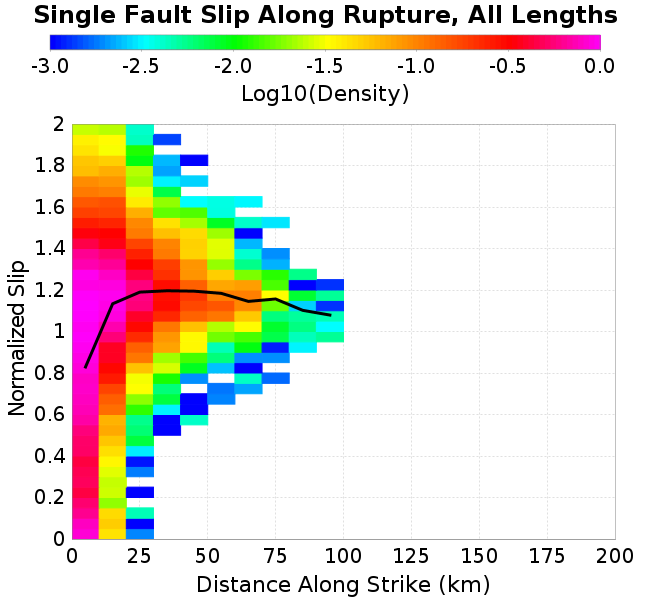 Single Fault Slip Along Rupture, All Lengths
-3.0 -2.5 -2.0 -1.5 -1.0 -0.5 0.0
Log10(Density)
2
1.8
1.6
1.4
1.2
1
0.8
0.6
0.4
0.2
0
Normalized Slip
0 25 50 75 100 125 150 175 200
Distance Along Strike (km)